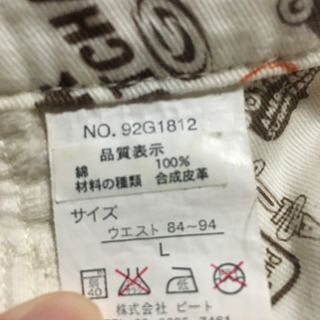 NO. 92G1812
品質表示
綿 100%
材料の種類 合成皮革
サイズ
ウエスト 84~94
L
40
株式会社 ビート